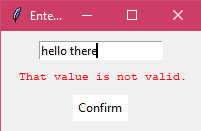 Ente...
hello there
That value is not valid.
Confirm